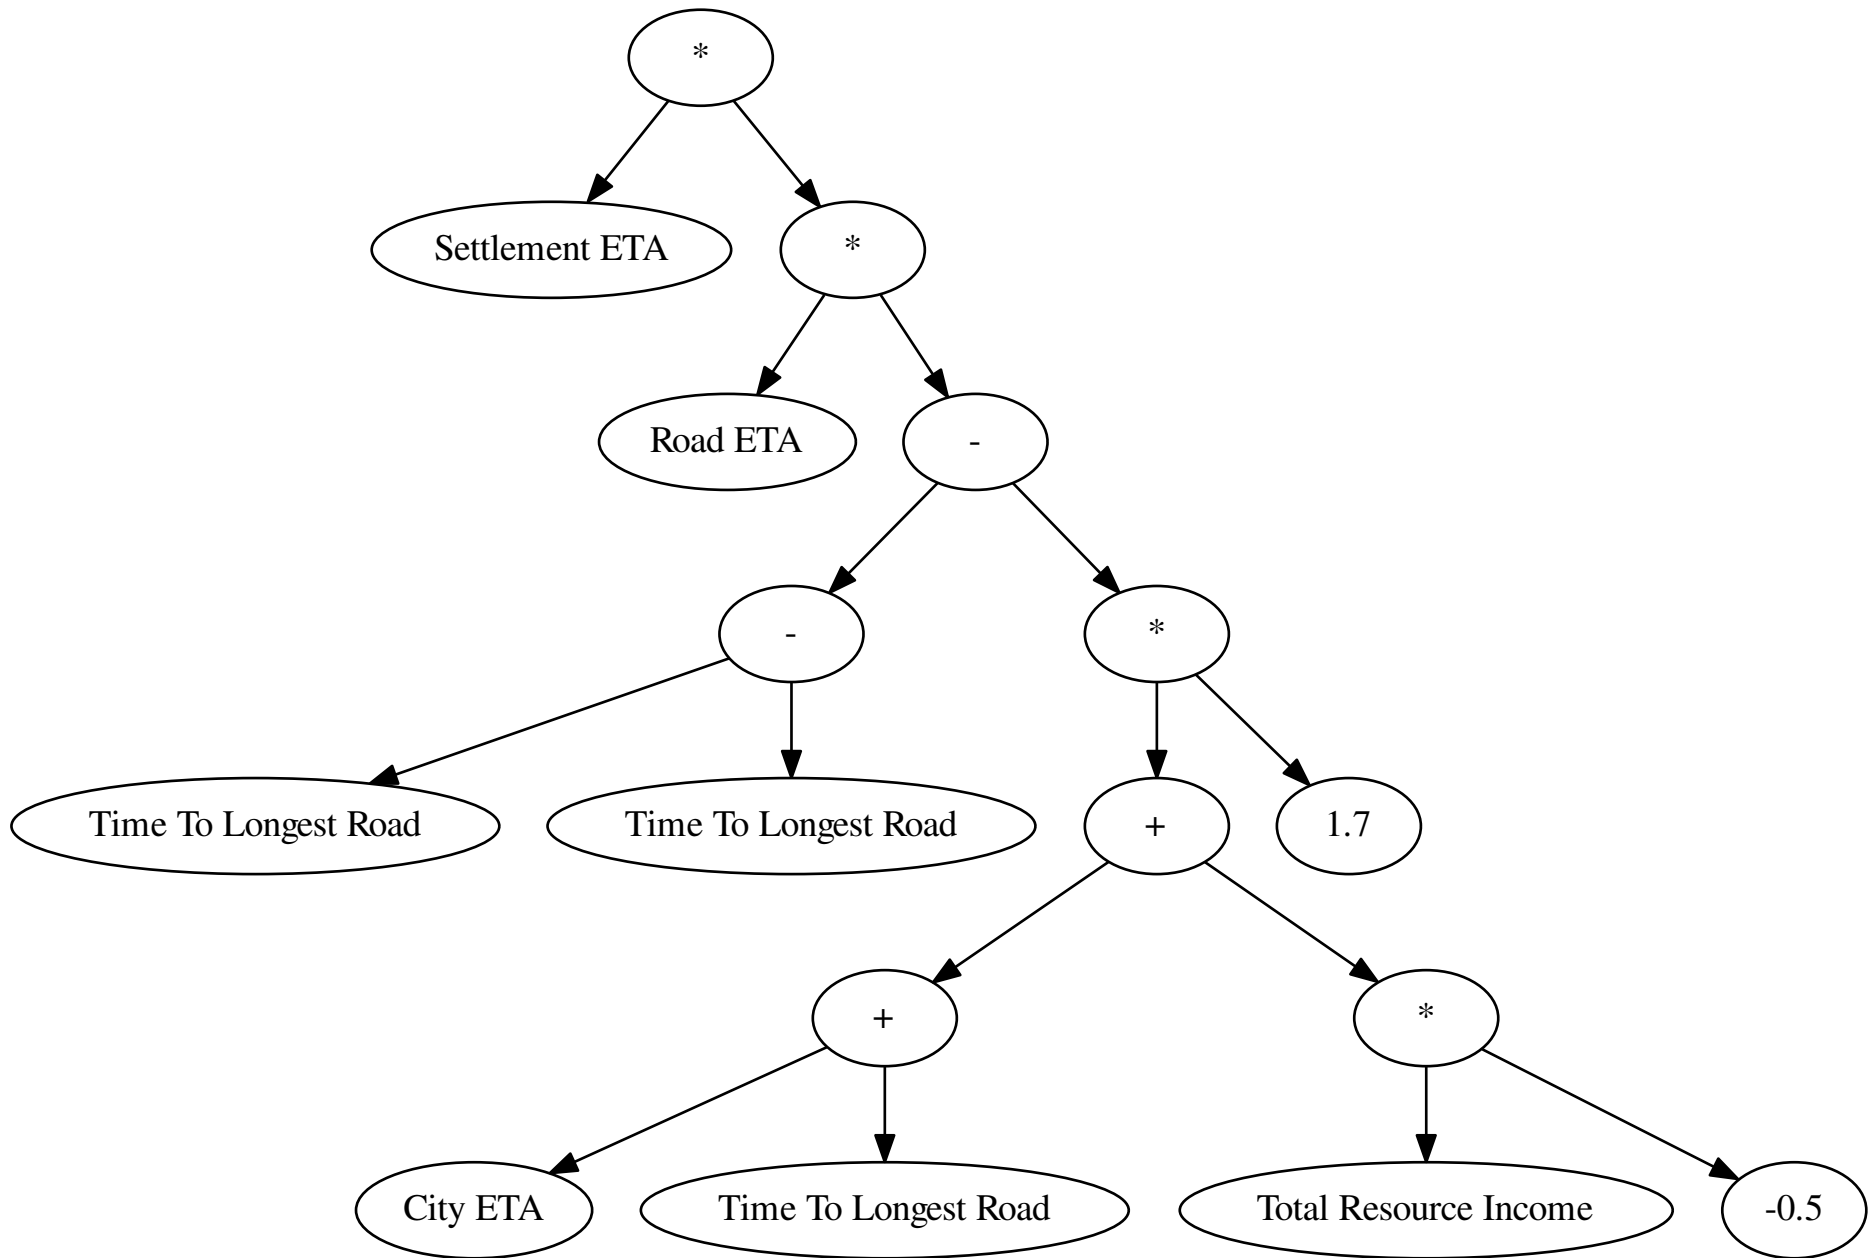 *
Settlement ETA
*
Road ETA
-
-
*
Time To Longest Road
Time To Longest Road
+
1.7
+
*
City ETA
Time To Longest Road
Total Resource Income
-0.5